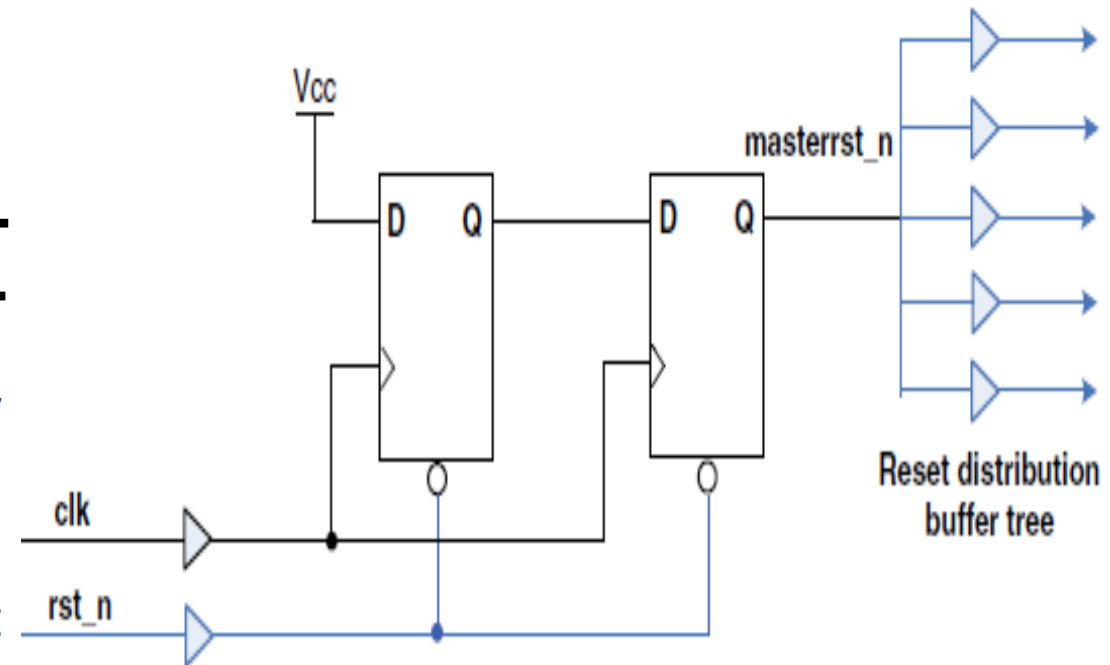 Vcc
masterrst_n
D Q
D Q
Reset distribution
buffer tree
clk
rst_n